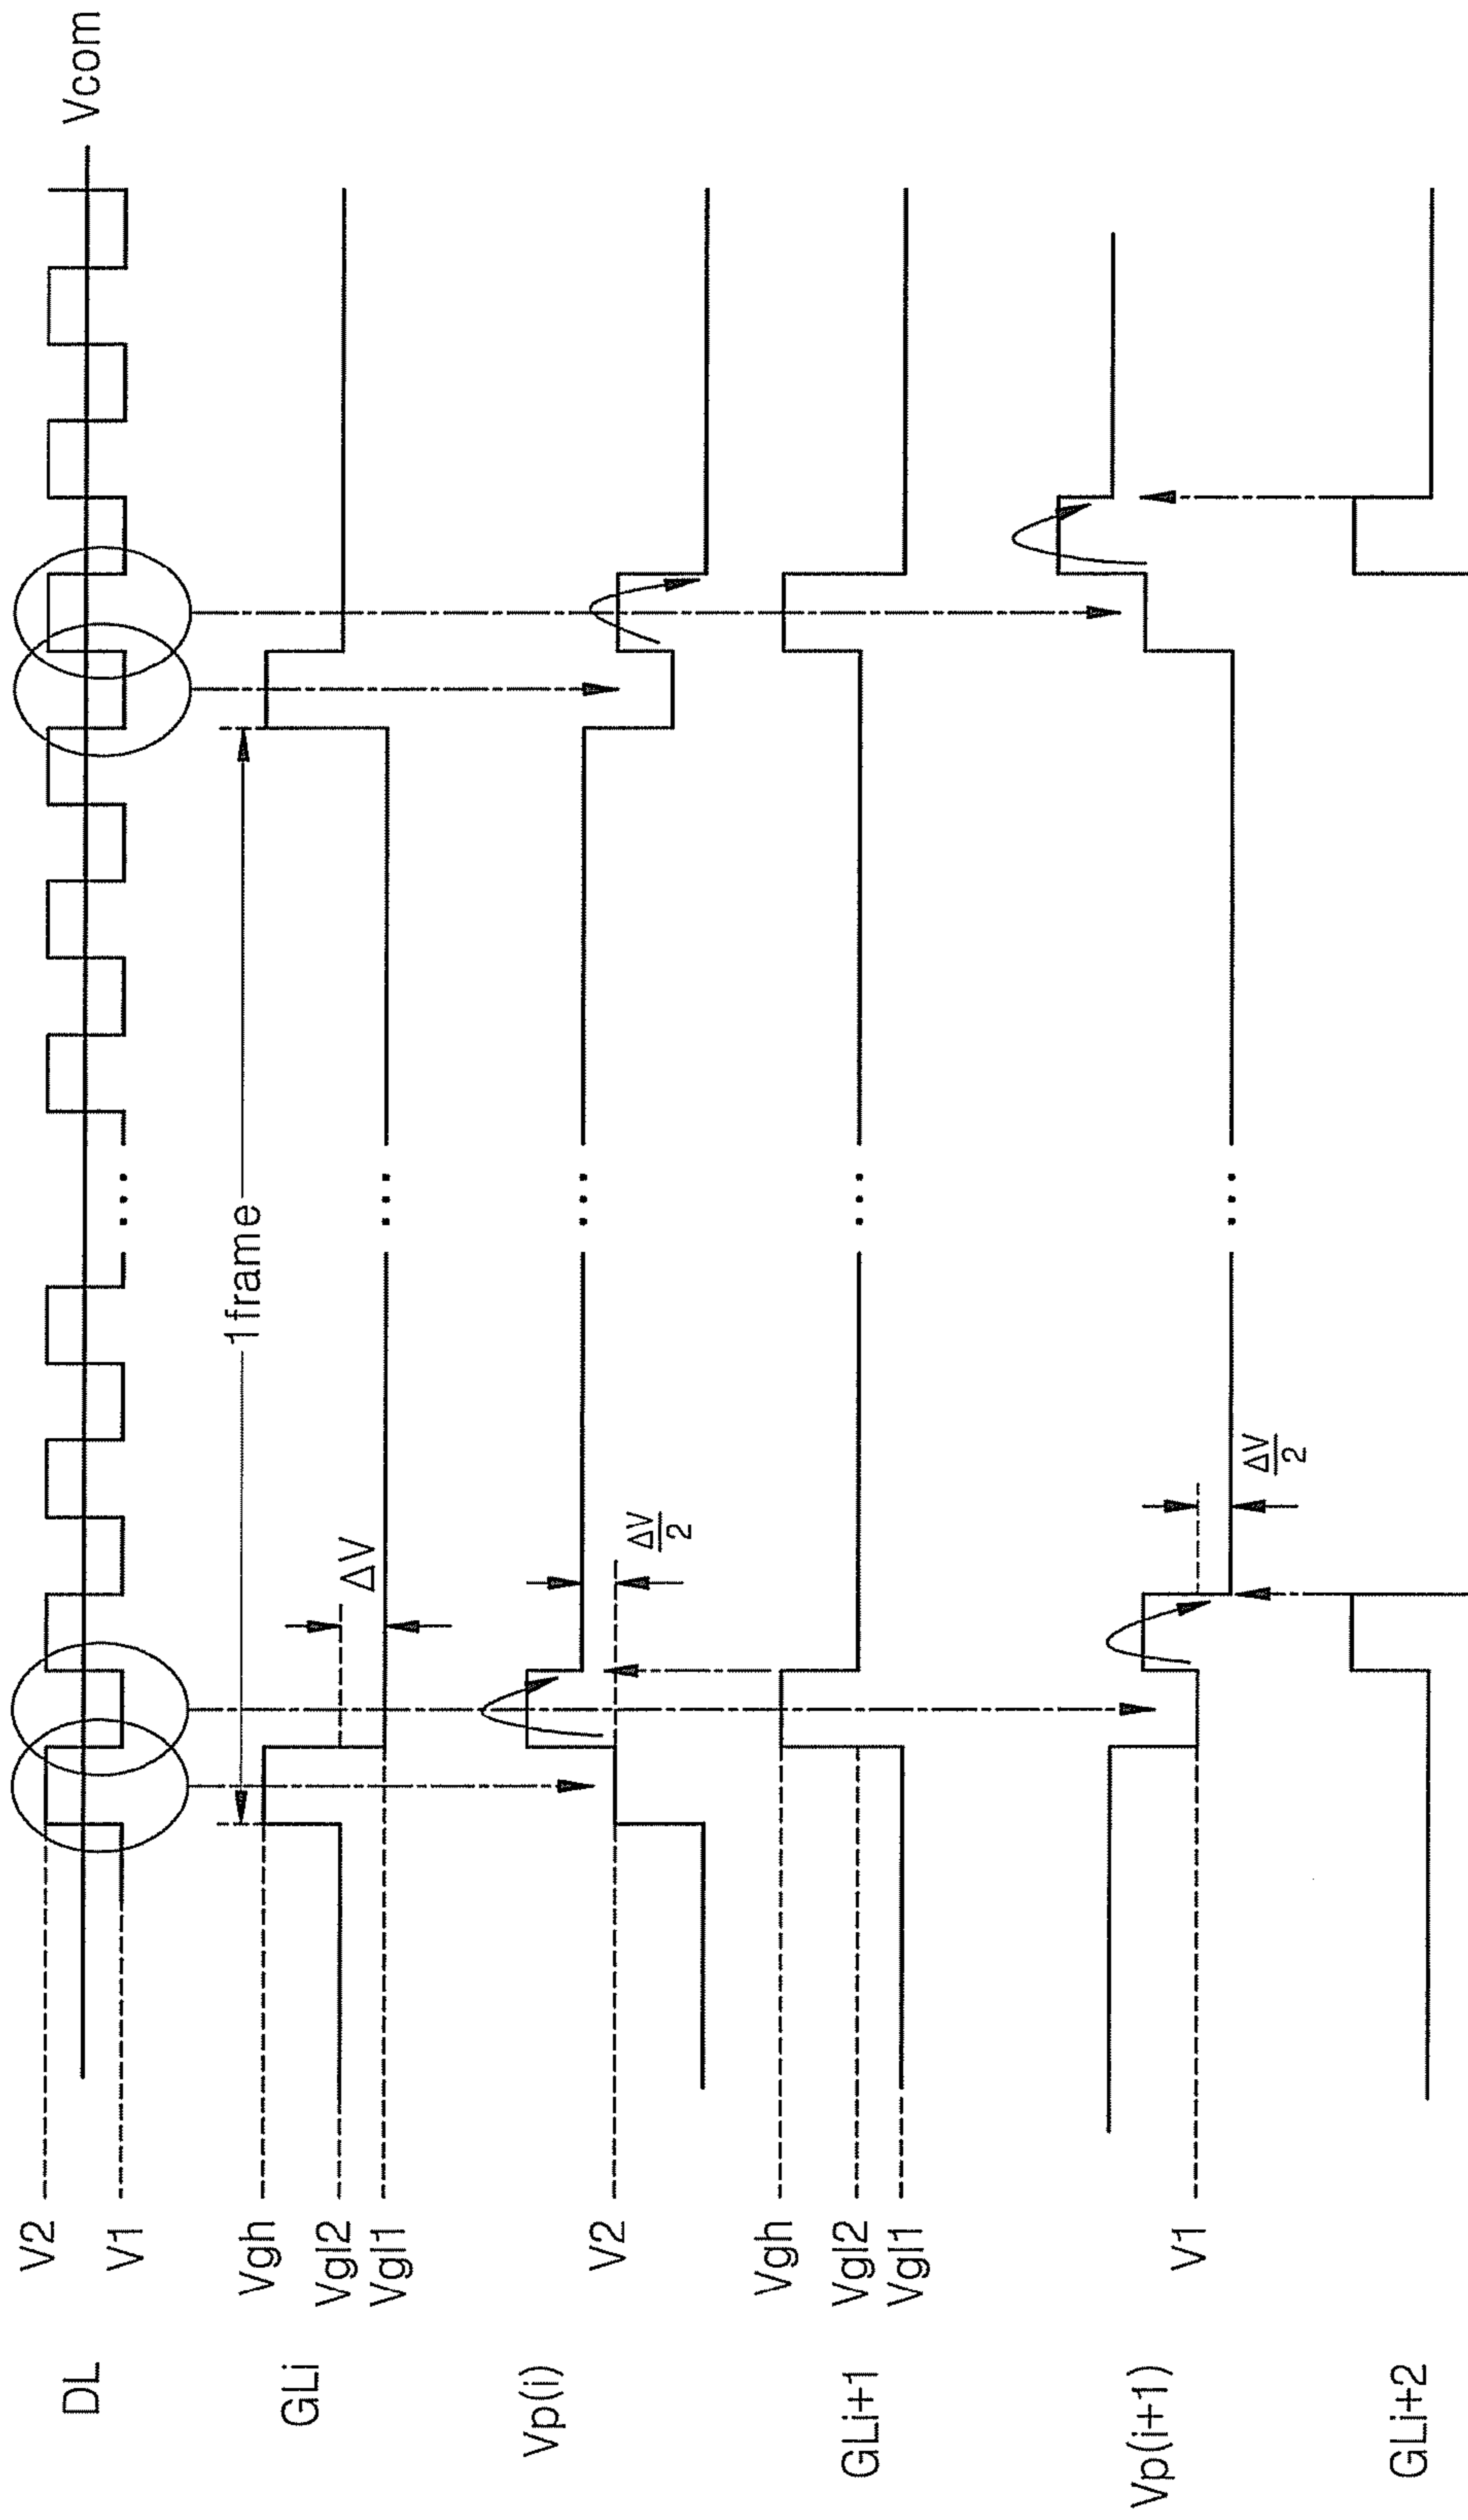 DL
V2
V1
Vcom
GLi
Vgh
Vgl2
Vgl1
1frame
ΔV
Vp(i)
V2
ΔV
2
GLi+1
Vgh
Vgl2
Vgl1
Vp(i+1)
V1
ΔV
2
GLi+2